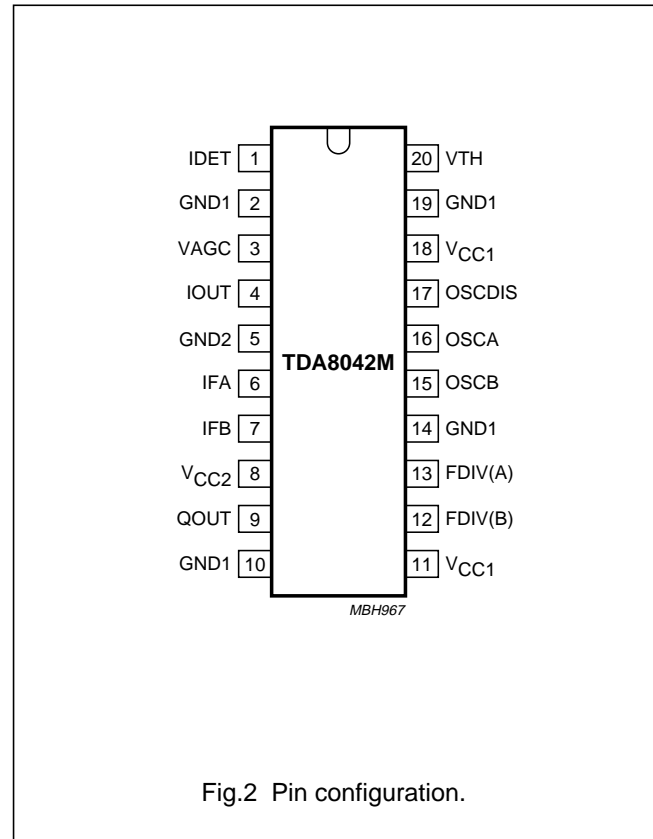 IDET 1 20 VTH
GND1 2 19 GND1
VAGC 3 18 VCC1
IOUT 4 17 OSCDIS
GND2 5 16 OSCA
TDA8042M
IFA 6 15 OSCB
IFB 7 14 GND1
VCC2 8 13 FDIV(A)
QOUT 9 12 FDIV(B)
GND1 10 11 VCC1
MBH967
Fig.2 Pin configuration.